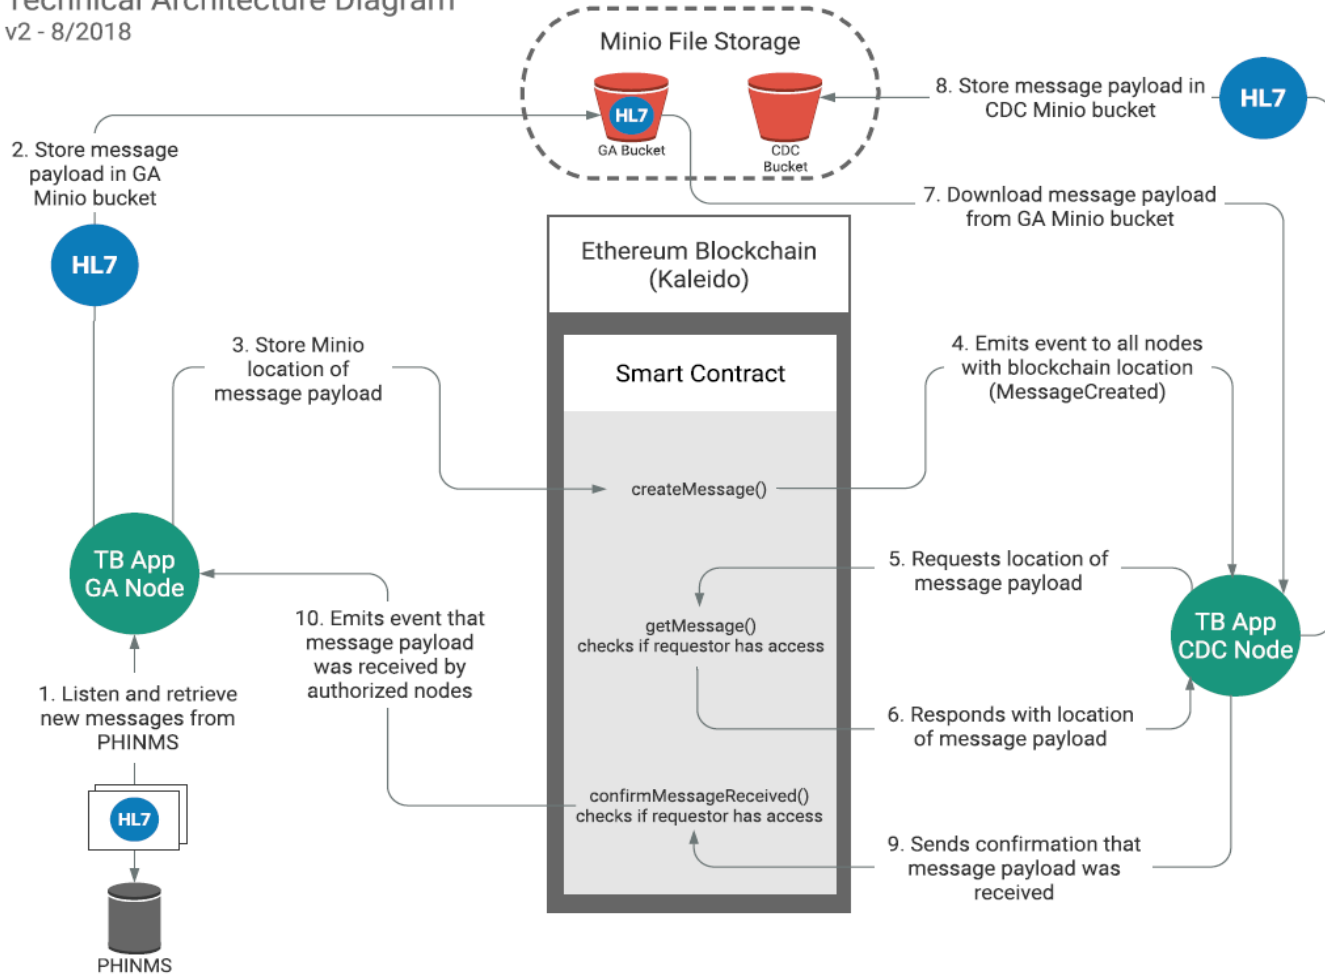 Technical Architecture Diagram
v2 - 8/2018
Minio File Storage
HL7
GA Bucket
CDC
Bucket
8. Store message payload in
CDC Minio bucket
HL7
2. Store message
payload in GA
Minio bucket
HL7
7. Download message payload
from GA Minio bucket
Ethereum Blockchain
(Kaleido)
3. Store Minio
location of
message payload
Smart Contract
4. Emits event to all nodes
with blockchain location
(MessageCreated)
createMessage()
TB App
GA Node
5. Requests location of
message payload
10. Emits event that
message payload
was received by
authorized nodes
getMessage()
checks if requestor has access
TB App
CDC Node
1. Listen and retrieve
new messages from
PHINMS
6. Responds with location
of message payload
HL7
confirmMessageReceived()
checks if requestor has access
9. Sends confirmation that
message payload was
received
PHINMS